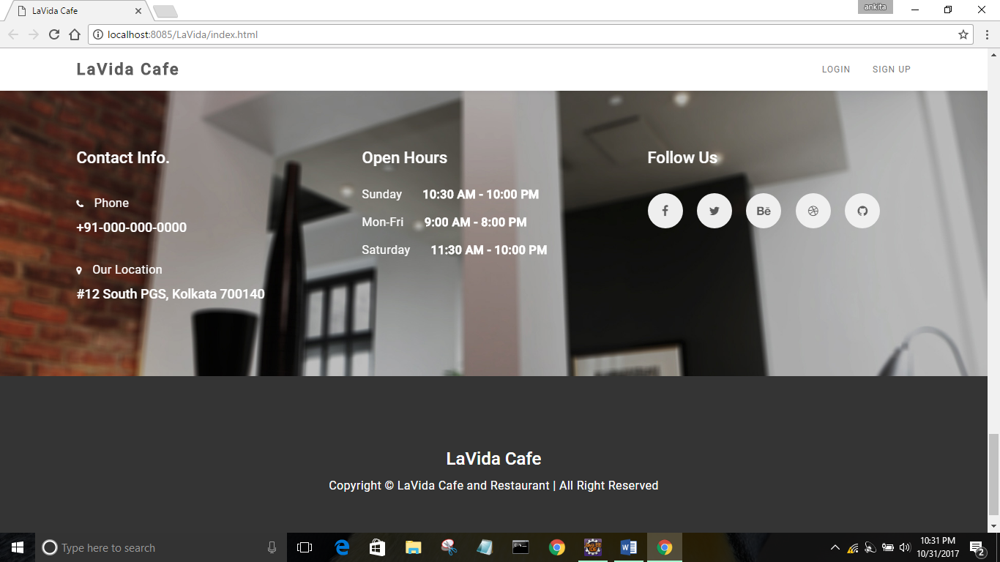 LaVida Cafe
ankita
localhost:8085/LaVida/index.html
LaVida Cafe
LOGIN SIGN UP
Contact Info.
Phone
+91-000-000-0000
Our Location
#12 South PGS, Kolkata 700140
Open Hours
Sunday 10:30 AM - 10:00 PM
Mon-Fri 9:00 AM - 8:00 PM
Saturday 11:30 AM - 10:00 PM
Follow Us
Bē
LaVida Cafe
Copyright © LaVida Cafe and Restaurant | All Right Reserved
Type here to search
10:31 PM
10/31/2017
2